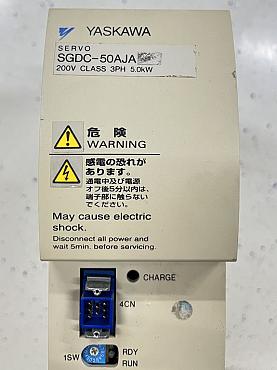 YASKAWA
SERVO
SGDC-50AJA
200V CLASS 3PH 5.0kW
危険
WARNING
感電の恐れが
あります。
通電中及び電源
オフ後5分以内は、
端子部に触らない
でください。
May cause electric
shock.
Disconnect all power and
wait 5min. before servicing.
CHARGE
4CN
1SW
RDY
RUN